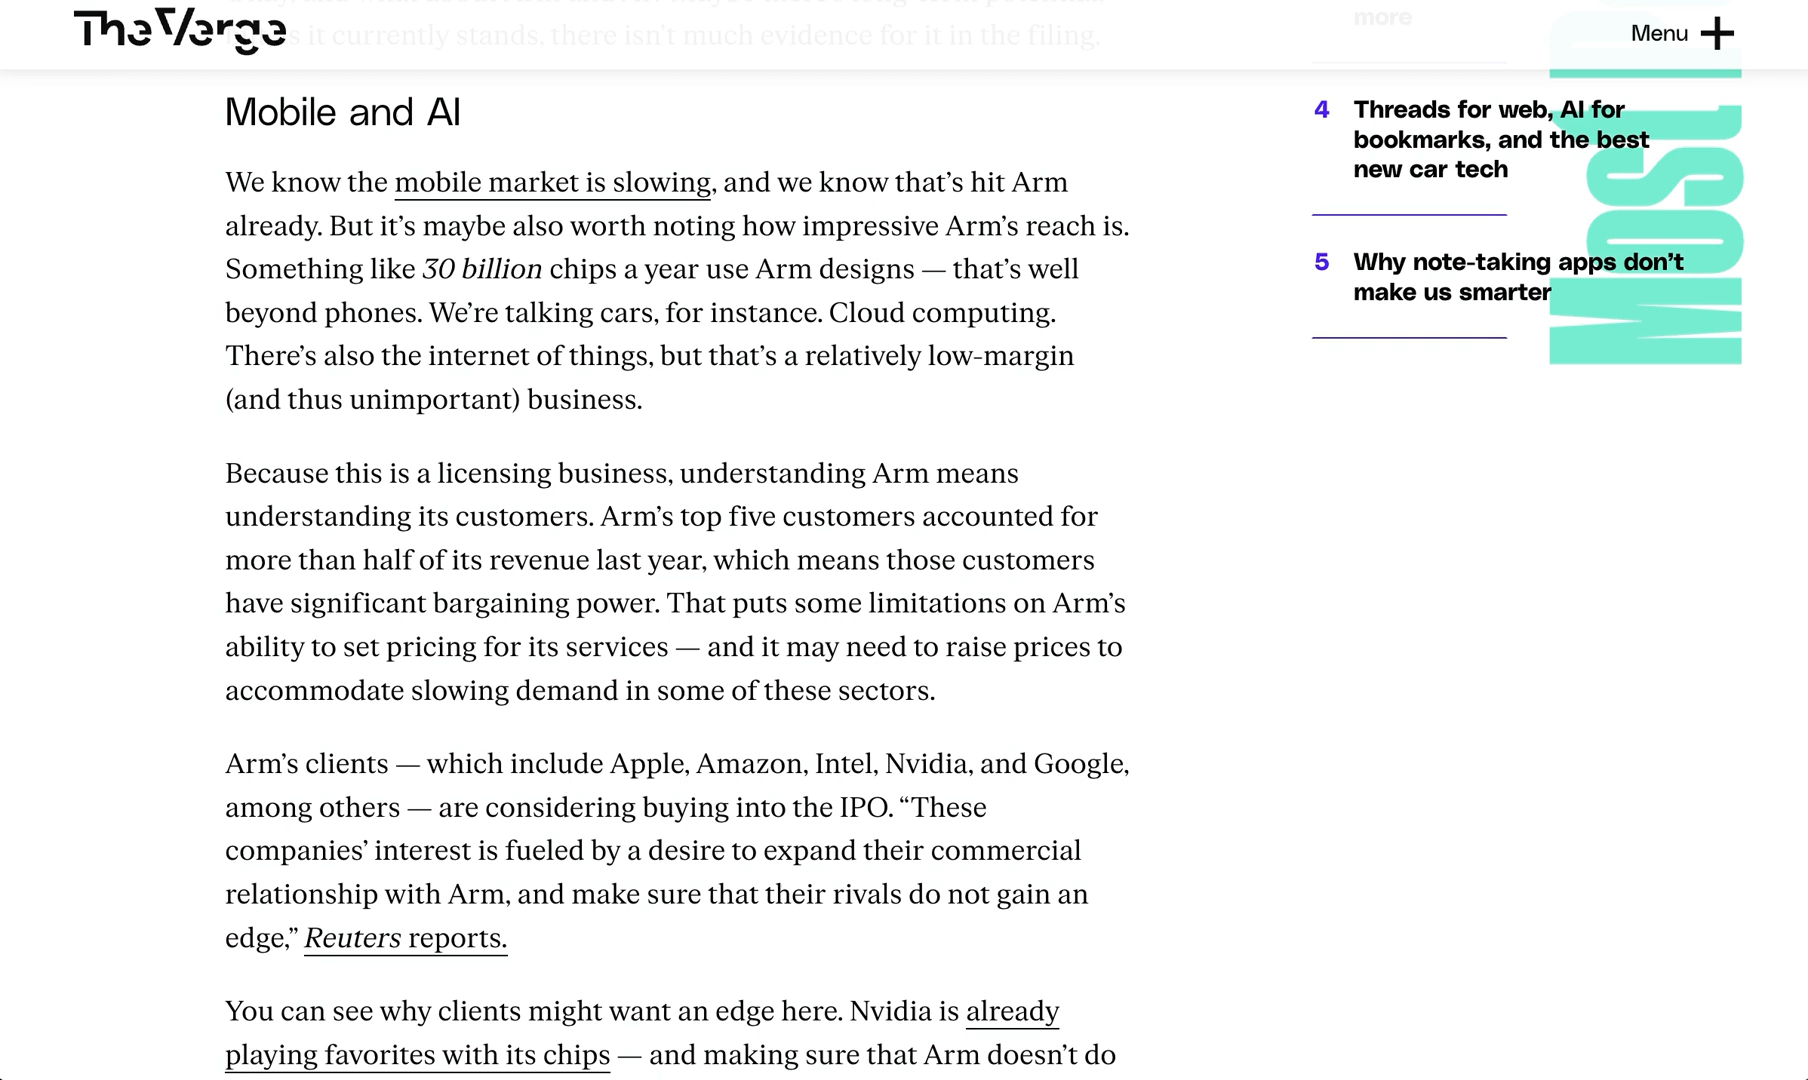 The Verge
s it currently stands, there isn't much evidence for it in the filing.
more
Menu
Mobile and AI
We know the mobile market is slowing, and we know that’s hit Arm
already. But it’s maybe also worth noting how impressive Arm’s reach is.
Something like 30 billion chips a year use Arm designs — that’s well
beyond phones. We’re talking cars, for instance. Cloud computing.
There’s also the internet of things, but that’s a relatively low-margin
(and thus unimportant) business.
Because this is a licensing business, understanding Arm means
understanding its customers. Arm’s top five customers accounted for
more than half of its revenue last year, which means those customers
have significant bargaining power. That puts some limitations on Arm’s
ability to set pricing for its services — and it may need to raise prices to
accommodate slowing demand in some of these sectors.
Arm’s clients — which include Apple, Amazon, Intel, Nvidia, and Google,
among others — are considering buying into the IPO. “These
companies’ interest is fueled by a desire to expand their commercial
relationship with Arm, and make sure that their rivals do not gain an
edge,” Reuters reports.
You can see why clients might want an edge here. Nvidia is already
playing favorites with its chips — and making sure that Arm doesn’t do
4 Threads for web, AI for
bookmarks, and the best
new car tech
5 Why note-taking apps don’t
make us smarter
Most